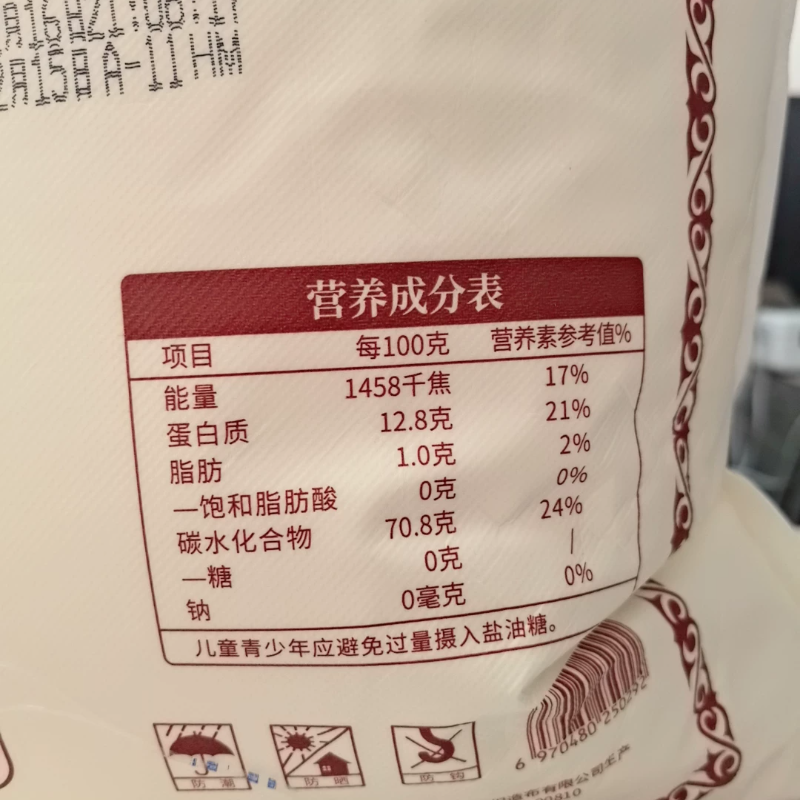 营养成分表
项目 每100克 营养素参考值%
能量 1458千焦 17%
蛋白质 12.8克 21%
脂肪 1.0克 2%
—饱和脂肪酸 0克 0%
碳水化合物 70.8克 24%
—糖 0克 /
钠 0毫克 0%
儿童青少年应避免过量摄入盐油糖。
防潮 防晒 防钩